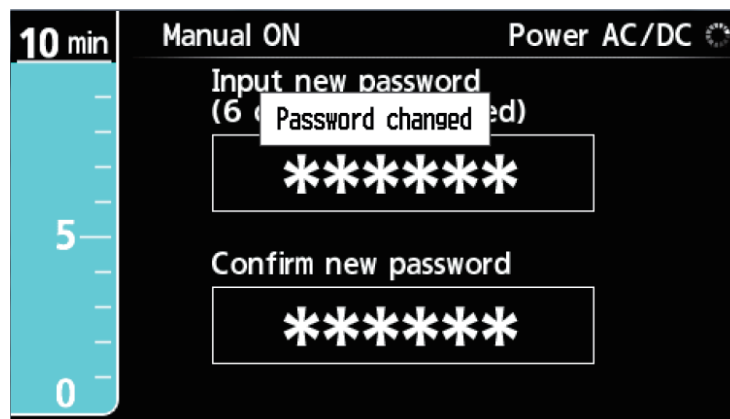 10 min
Manual ON
Power AC/DC
Input new password
(6
ed)
Password changed
******
5
Confirm new password
******
0